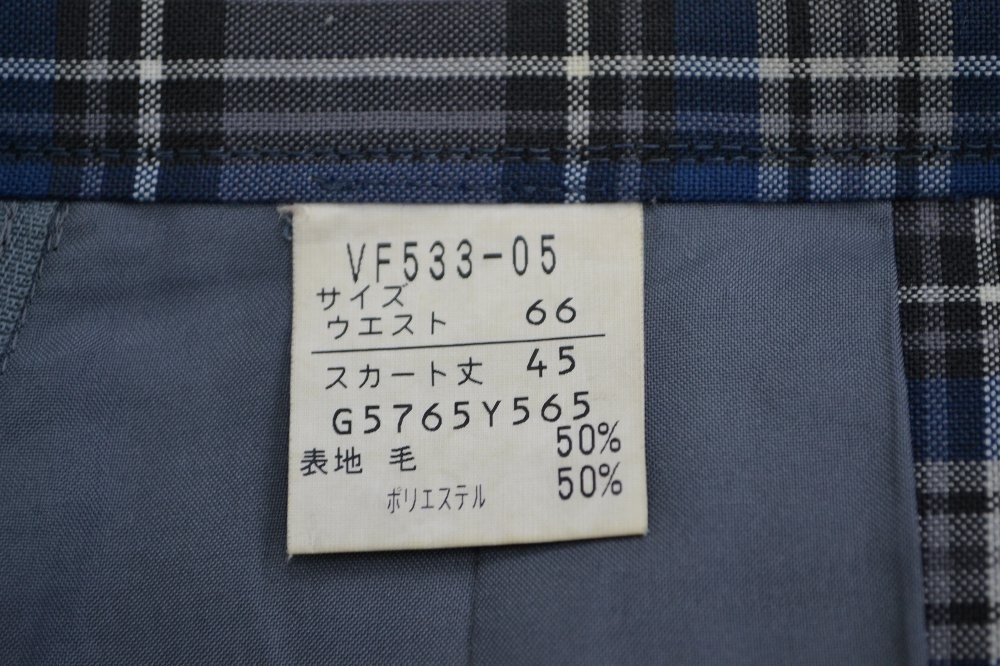 VF533-05
サイズ
ウエスト 66
スカート丈 45
G5765Y565
表地 毛 50%
ポリエステル 50%